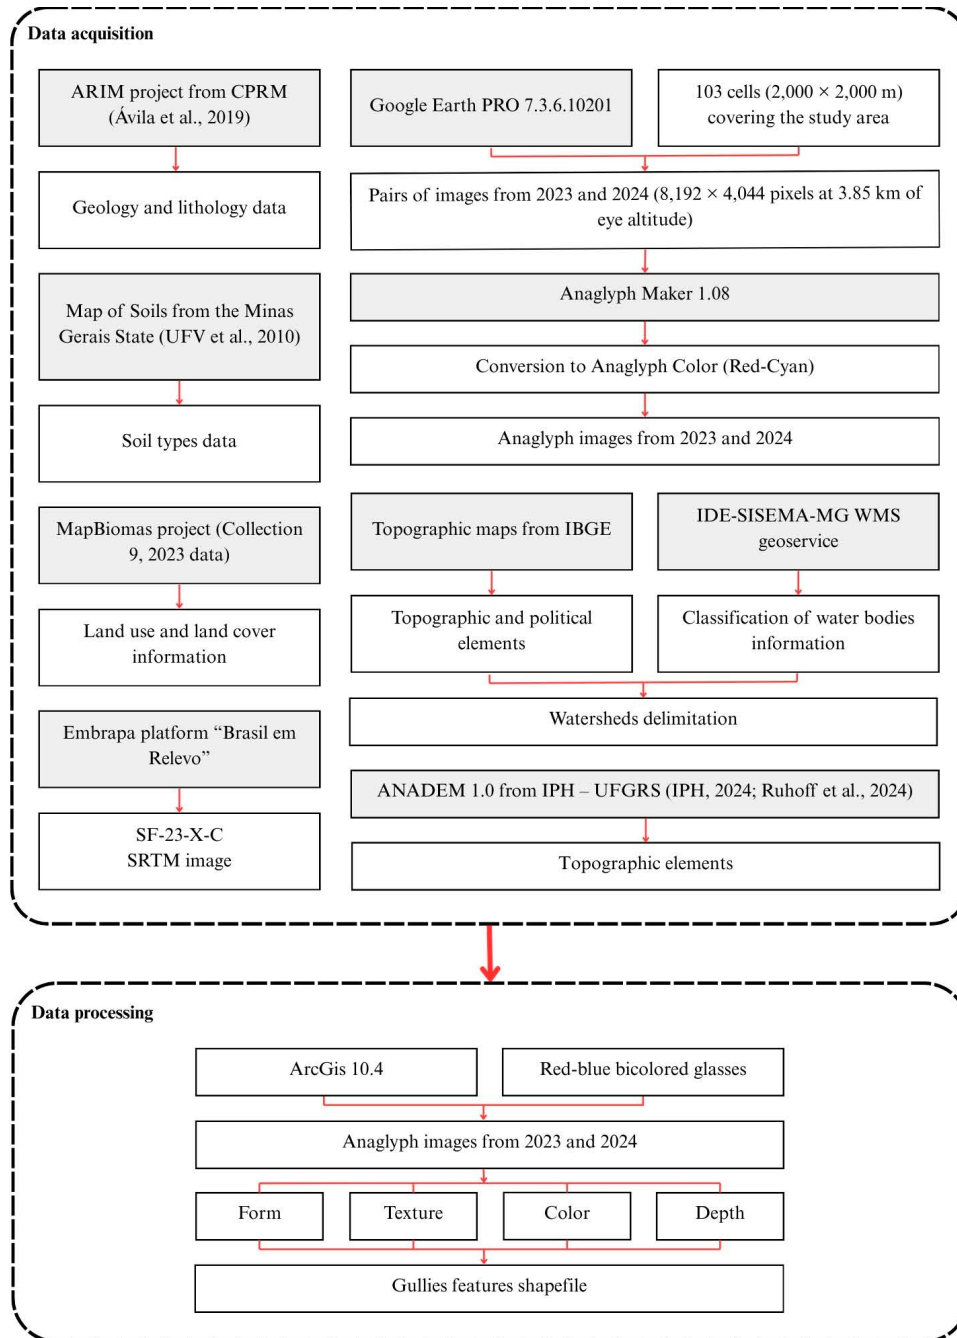 Data acquisition
ARIM project from CPRM
(Ávila et al., 2019)
Geology and lithology data
Map of Soils from the Minas
Gerais State (UFV et al., 2010)
Soil types data
MapBiomas project (Collection
9, 2023 data)
Land use and land cover
information
Embrapa platform “Brasil em
Relevo”
SF-23-X-C
SRTM image
Google Earth PRO 7.3.6.10201
103 cells (2,000 × 2,000 m)
covering the study area
Pairs of images from 2023 and 2024 (8,192 × 4,044 pixels at 3.85 km of
eye altitude)
Anaglyph Maker 1.08
Conversion to Anaglyph Color (Red-Cyan)
Anaglyph images from 2023 and 2024
Topographic maps from IBGE
IDE-SISEMA-MG WMS
geoservice
Topographic and political
elements
Classification of water bodies
information
Watersheds delimitation
ANADEM 1.0 from IPH – UFGRS (IPH, 2024; Ruhoff et al., 2024)
Topographic elements
Data processing
ArcGis 10.4
Red-blue bicolored glasses
Anaglyph images from 2023 and 2024
Form
Texture
Color
Depth
Gullies features shapefile